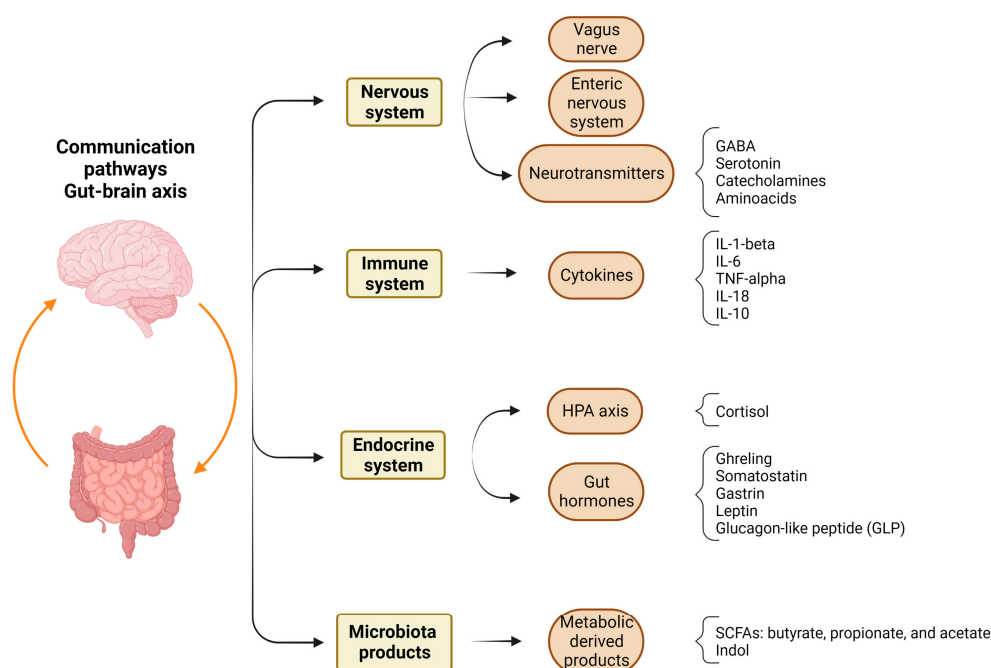 Communication
pathways
Gut-brain axis
Nervous
system
Vagus
nerve
Enteric
nervous
system
Neurotransmitters
GABA
Serotonin
Catecholamines
Aminoacids
Immune
system
Cytokines
IL-1-beta
IL-6
TNF-alpha
IL-18
IL-10
Endocrine
system
HPA axis
Cortisol
Gut
hormones
Ghreling
Somatostatin
Gastrin
Leptin
Glucagon-like peptide (GLP)
Microbiota
products
Metabolic
derived
products
SCFAs: butyrate, propionate, and acetate
Indol